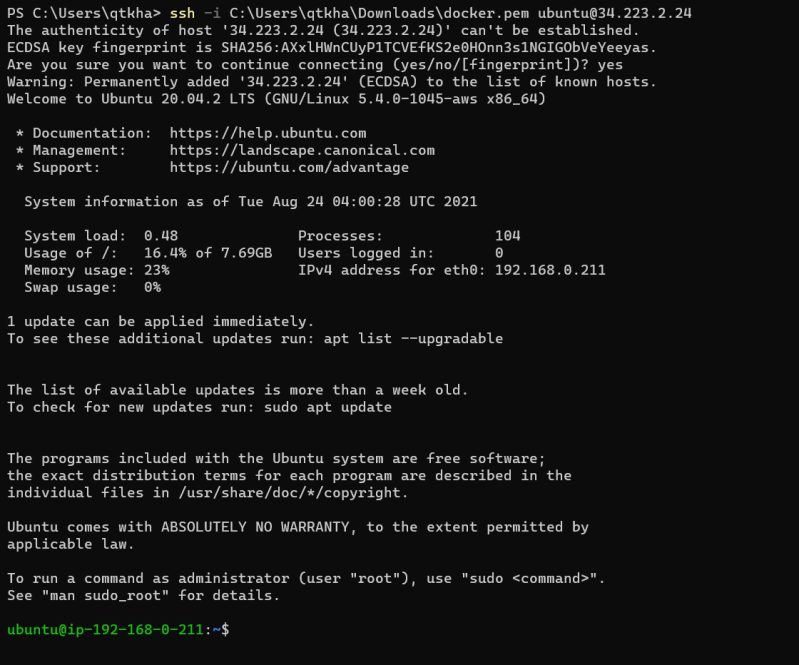 PS C:\Users\qtkha> ssh -i C:\Users\qtkha\Downloads\docker.pem ubuntu@34.223.2.24
The authenticity of host '34.223.2.24 (34.223.2.24)' can't be established.
ECDSA key fingerprint is SHA256:AXxlHWnCUyP1TCVEfKS2e0HOnn3s1NGIGObVeYeeyas.
Are you sure you want to continue connecting (yes/no/[fingerprint])? yes
Warning: Permanently added '34.223.2.24' (ECDSA) to the list of known hosts.
Welcome to Ubuntu 20.04.2 LTS (GNU/Linux 5.4.0-1045-aws x86_64)

 * Documentation:  https://help.ubuntu.com
 * Management:     https://landscape.canonical.com
 * Support:        https://ubuntu.com/advantage

  System information as of Tue Aug 24 04:00:28 UTC 2021

  System load:  0.48              Processes:             104
  Usage of /:   16.4% of 7.69GB   Users logged in:       0
  Memory usage: 23%               IPv4 address for eth0: 192.168.0.211
  Swap usage:   0%

1 update can be applied immediately.
To see these additional updates run: apt list --upgradable

The list of available updates is more than a week old.
To check for new updates run: sudo apt update

The programs included with the Ubuntu system are free software;
the exact distribution terms for each program are described in the
individual files in /usr/share/doc/*/copyright.

Ubuntu comes with ABSOLUTELY NO WARRANTY, to the extent permitted by
applicable law.

To run a command as administrator (user "root"), use "sudo <command>".
See "man sudo_root" for details.

ubuntu@ip-192-168-0-211:~$